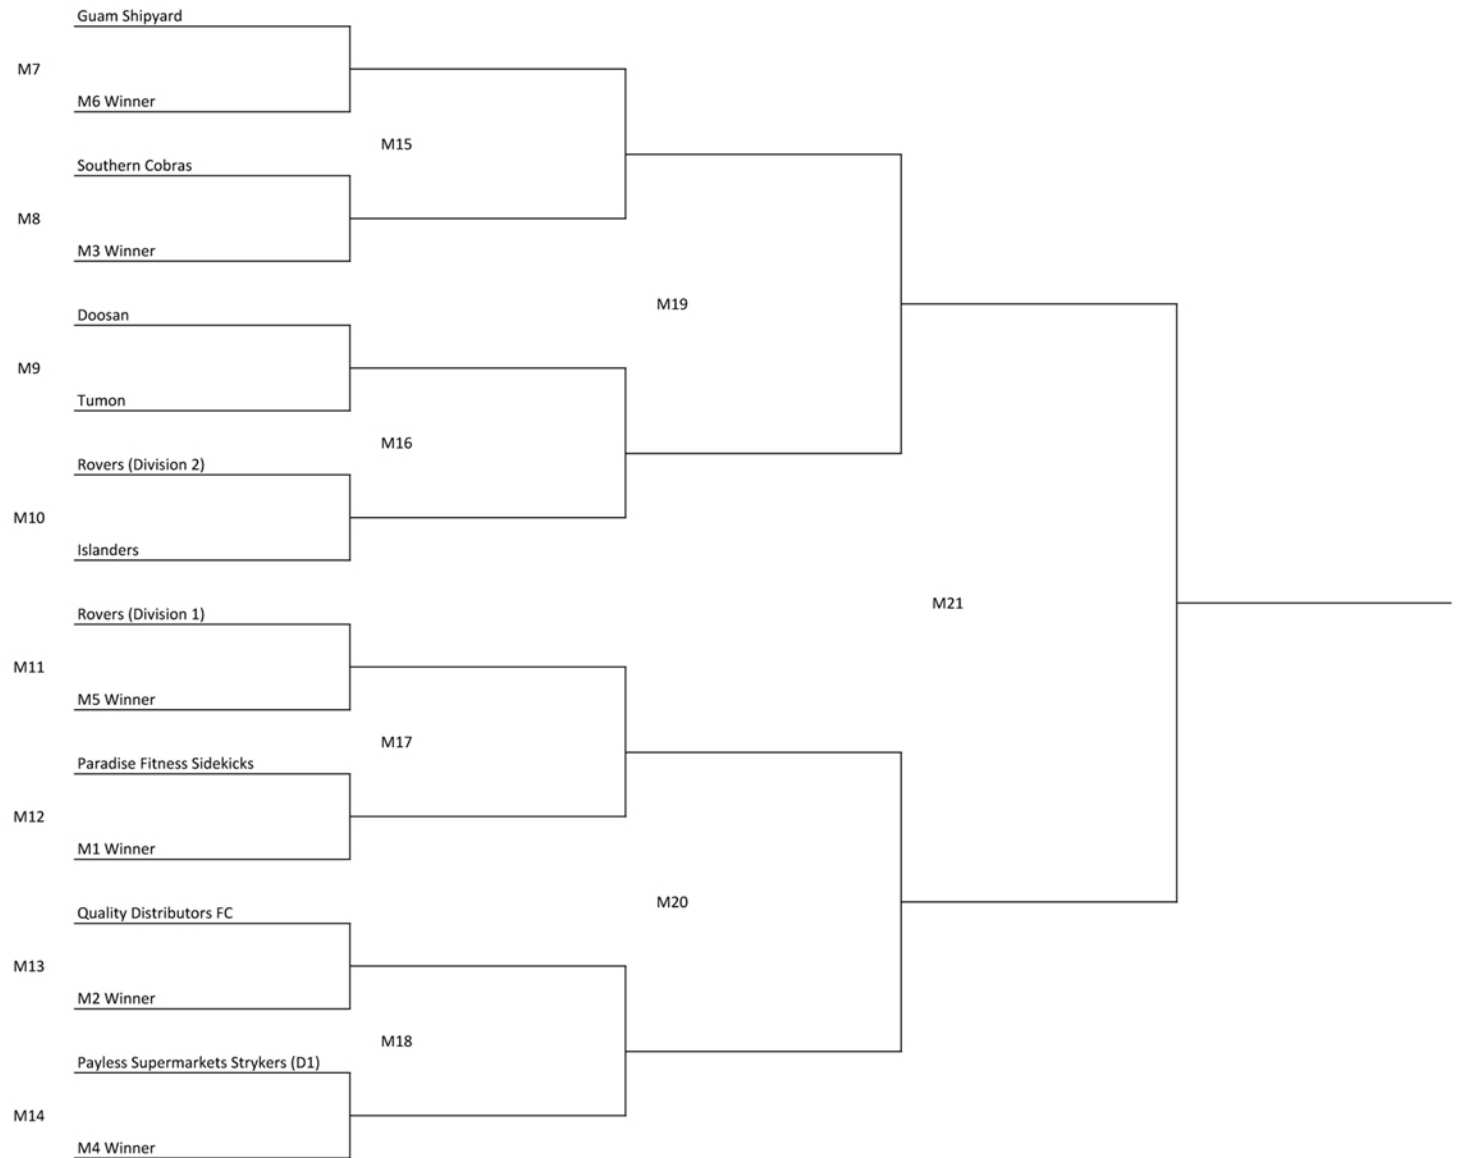 Guam Shipyard
M7
M6 Winner
M15
Southern Cobras
M8
M3 Winner
M19
Doosan
M9
Tumon
M16
Rovers (Division 2)
M10
Islanders
M21
Rovers (Division 1)
M11
M5 Winner
M17
Paradise Fitness Sidekicks
M12
M1 Winner
M20
Quality Distributors FC
M13
M2 Winner
M18
Payless Supermarkets Strykers (D1)
M14
M4 Winner